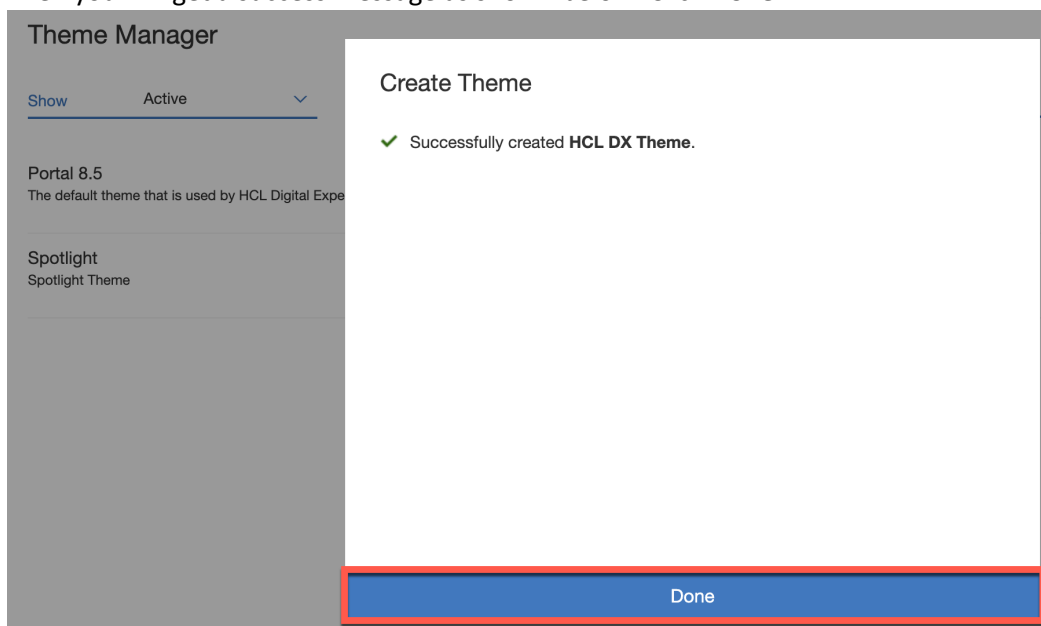 Theme Manager
Show Active
Portal 8.5
The default theme that is used by HCL Digital Expe
Spotlight
Spotlight Theme
Create Theme
Successfully created HCL DX Theme.
Done